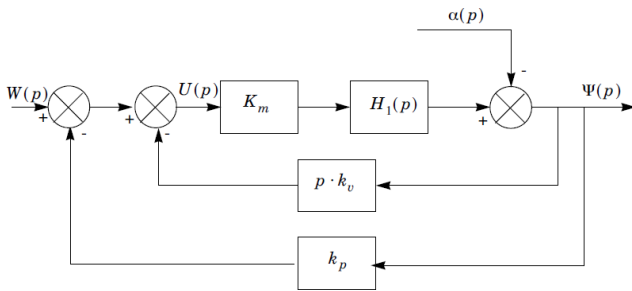 α(p)
-
W(p)
U(p)
K_m
H_1(p)
Ψ(p)
+
-
+
-
+
p · k_v
k_p